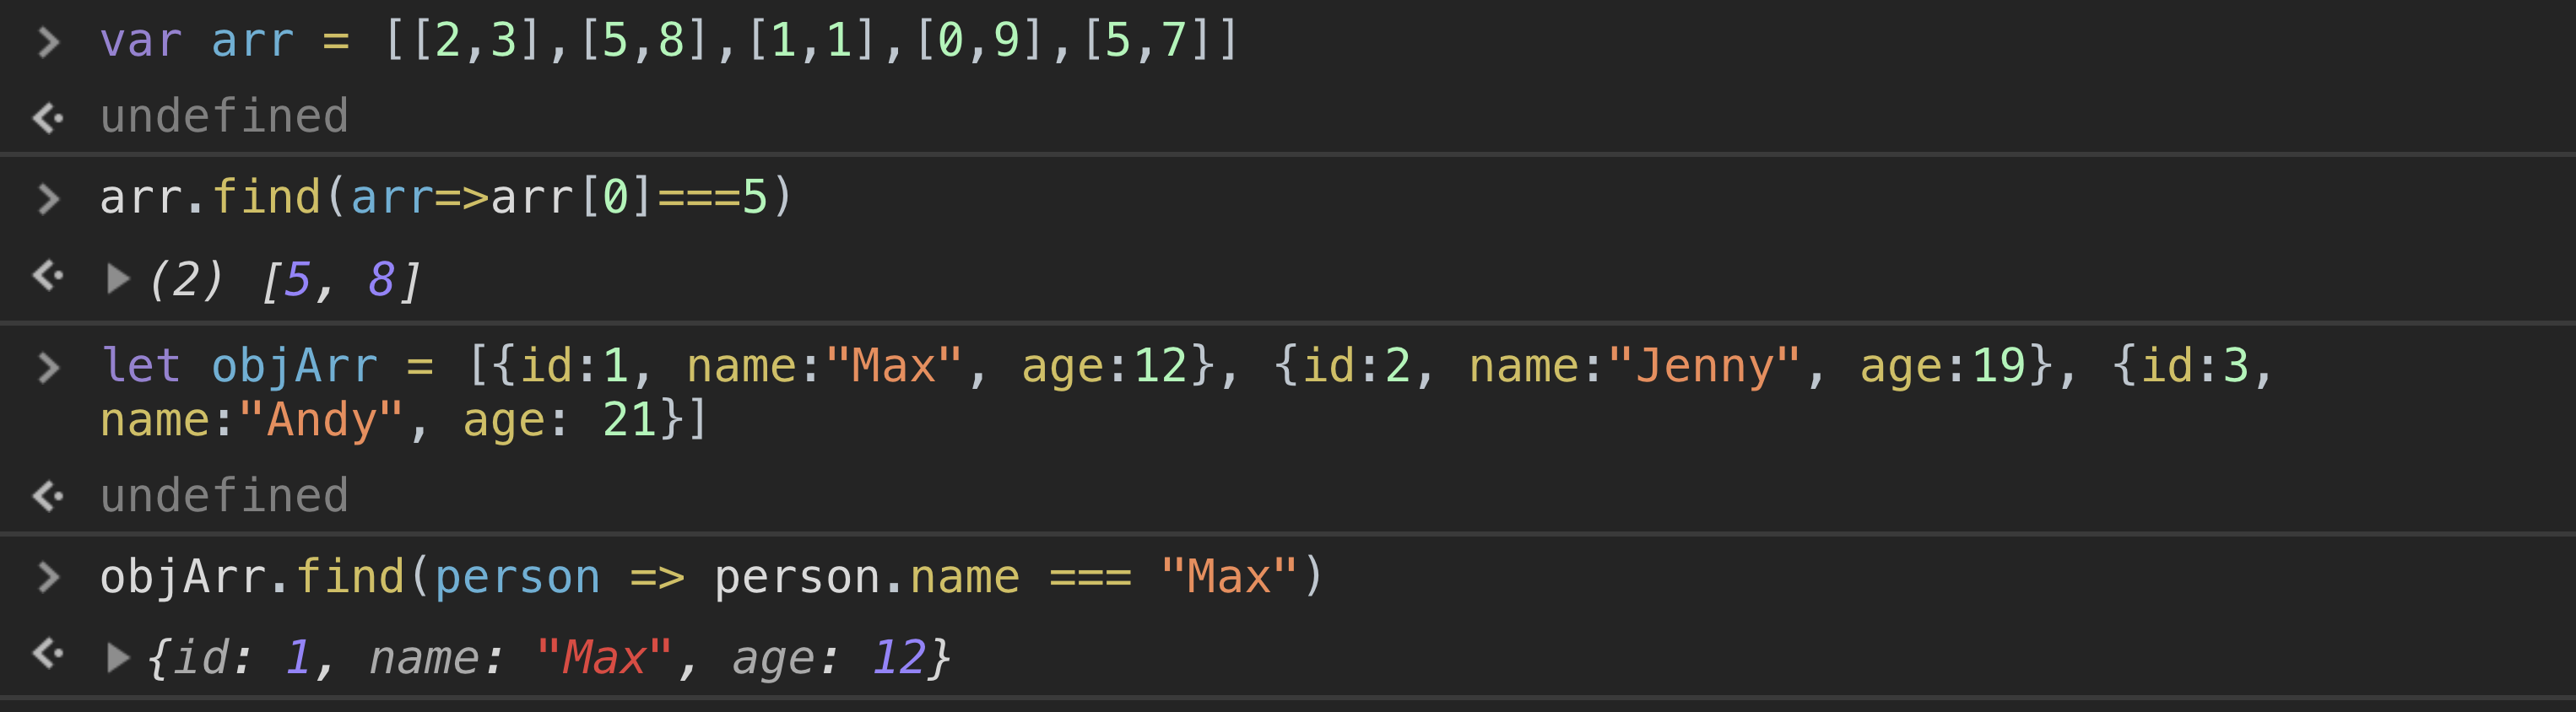 > var arr = [[2,3],[5,8],[1,1],[0,9],[5,7]]
undefined
> arr.find(arr=>arr[0]===5)
(2) [5, 8]
> let objArr = [{id:1, name:"Max", age:12}, {id:2, name:"Jenny", age:19}, {id:3,
name:"Andy", age: 21}]
undefined
> objArr.find(person => person.name === "Max")
{id: 1, name: "Max", age: 12}